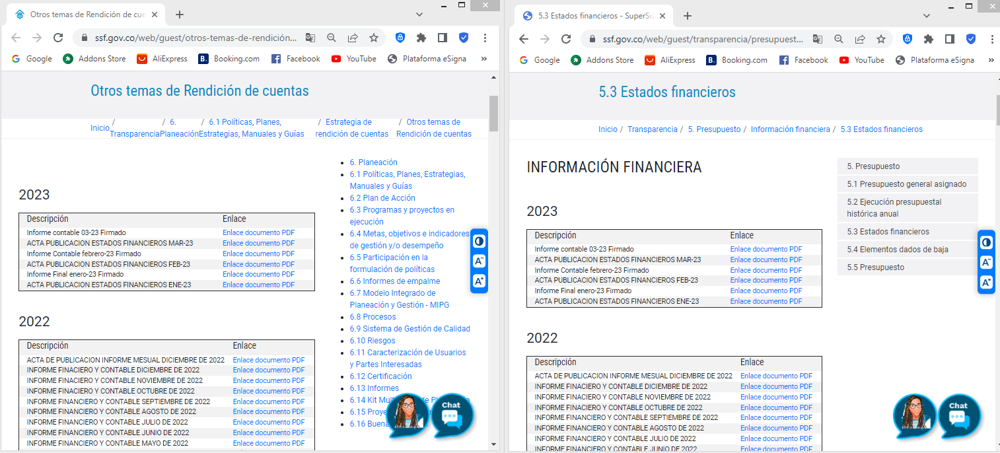 Otros temas de Rendición de cue
ssf.gov.co/web/guest/otros-temas-de-rendición...
Google Addons Store AliExpress B. Booking.com Facebook YouTube Plataforma eSigna »
Otros temas de Rendición de cuentas
Inicio / Transparencia / 6. Planeación / 6.1 Políticas, Planes, Estrategias, Manuales y Guías / Estrategia de rendición de cuentas / Otros temas de Rendición de cuentas
2023
Descripción Enlace
Informe contable 03-23 Firmado Enlace documento PDF
ACTA PUBLICACION ESTADOS FINANCIEROS MAR-23 Enlace documento PDF
Informe Contable febrero-23 Firmado Enlace documento PDF
ACTA PUBLICACION ESTADOS FINANCIEROS FEB-23 Enlace documento PDF
Informe Final enero-23 Firmado Enlace documento PDF
ACTA PUBLICACION ESTADOS FINANCIEROS ENE-23 Enlace documento PDF
2022
Descripción Enlace
ACTA DE PUBLICACION INFORME MESUAL DICIEMBRE DE 2022 Enlace documento PDF
INFORME FINACIERO Y CONTABLE DICIEMBRE DE 2022 Enlace documento PDF
INFORME FINANCIERO Y CONTABLE NOVIEMBRE DE 2022 Enlace documento PDF
INFORME FINANCIERO Y CONTABLE OCTUBRE DE 2022 Enlace documento PDF
INFORME FINANCIERO Y CONTABLE SEPTIEMBRE DE 2022 Enlace documento PDF
INFORME FINANCIERO Y CONTABLE AGOSTO DE 2022 Enlace documento PDF
INFORME FINANCIERO Y CONTABLE JULIO DE 2022 Enlace documento PDF
INFORME FINANCIERO Y CONTABLE JUNIO DE 2022 Enlace documento PDF
INFORME FINANCIERO Y CONTABLE MAYO DE 2022 Enlace documento PDF
6. Planeación
6.1 Políticas, Planes, Estrategias,
Manuales y Guías
6.2 Plan de Acción
6.3 Programas y proyectos en
ejecución
6.4 Metas, objetivos e indicadores
de gestión y/o desempeño
6.5 Participación en la
formulación de políticas
6.6 Informes de empalme
6.7 Modelo Integrado de
Planeación y Gestión - MIPG
6.8 Procesos
6.9 Sistema de Gestión de Calidad
6.10 Riesgos
6.11 Caracterización de Usuarios
y Partes Interesadas
6.12 Certificación
6.13 Informes
6.14 Kit
6.15
6.16
A-
A+
Chat
5.3 Estados financieros - SuperSu
ssf.gov.co/web/guest/transparencia/presupuest...
Google Addons Store AliExpress B. Booking.com Facebook YouTube Plataforma eSigna »
5.3 Estados financieros
Inicio / Transparencia / 5. Presupuesto / Información financiera / 5.3 Estados financieros
INFORMACIÓN FINANCIERA
2023
Descripción Enlace
Informe contable 03-23 Firmado Enlace documento PDF
ACTA PUBLICACION ESTADOS FINANCIEROS MAR-23 Enlace documento PDF
Informe Contable febrero-23 Firmado Enlace documento PDF
ACTA PUBLICACION ESTADOS FINANCIEROS FEB-23 Enlace documento PDF
Informe Final enero-23 Firmado Enlace documento PDF
ACTA PUBLICACION ESTADOS FINANCIEROS ENE-23 Enlace documento PDF
2022
Descripción Enlace
ACTA DE PUBLICACION INFORME MESUAL DICIEMBRE DE 2022 Enlace documento PDF
INFORME FINACIERO Y CONTABLE DICIEMBRE DE 2022 Enlace documento PDF
INFORME FINANCIERO Y CONTABLE NOVIEMBRE DE 2022 Enlace documento PDF
INFORME FINANCIERO Y CONTABLE OCTUBRE DE 2022 Enlace documento PDF
INFORME FINANCIERO Y CONTABLE SEPTIEMBRE DE 2022 Enlace documento PDF
INFORME FINANCIERO Y CONTABLE AGOSTO DE 2022 Enlace documento PDF
INFORME FINANCIERO Y CONTABLE JULIO DE 2022 Enlace documento PDF
INFORME FINANCIERO Y CONTABLE JUNIO DE 2022 Enlace documento PDF
5. Presupuesto
5.1 Presupuesto general asignado
5.2 Ejecución presupuestal
histórica anual
5.3 Estados financieros
5.4 Elementos dados de baja
5.5 Presupuesto
A-
A+
Chat